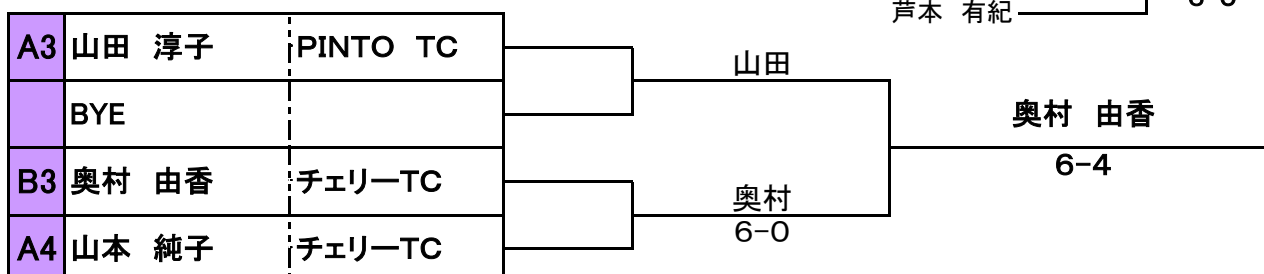 芦本　有紀
A3 山田　淳子 PINTO　TC
山田
BYE
奥村　由香
6-4
B3 奥村　由香 チェリーTC
奥村
6-0
A4 山本　純子 チェリーTC